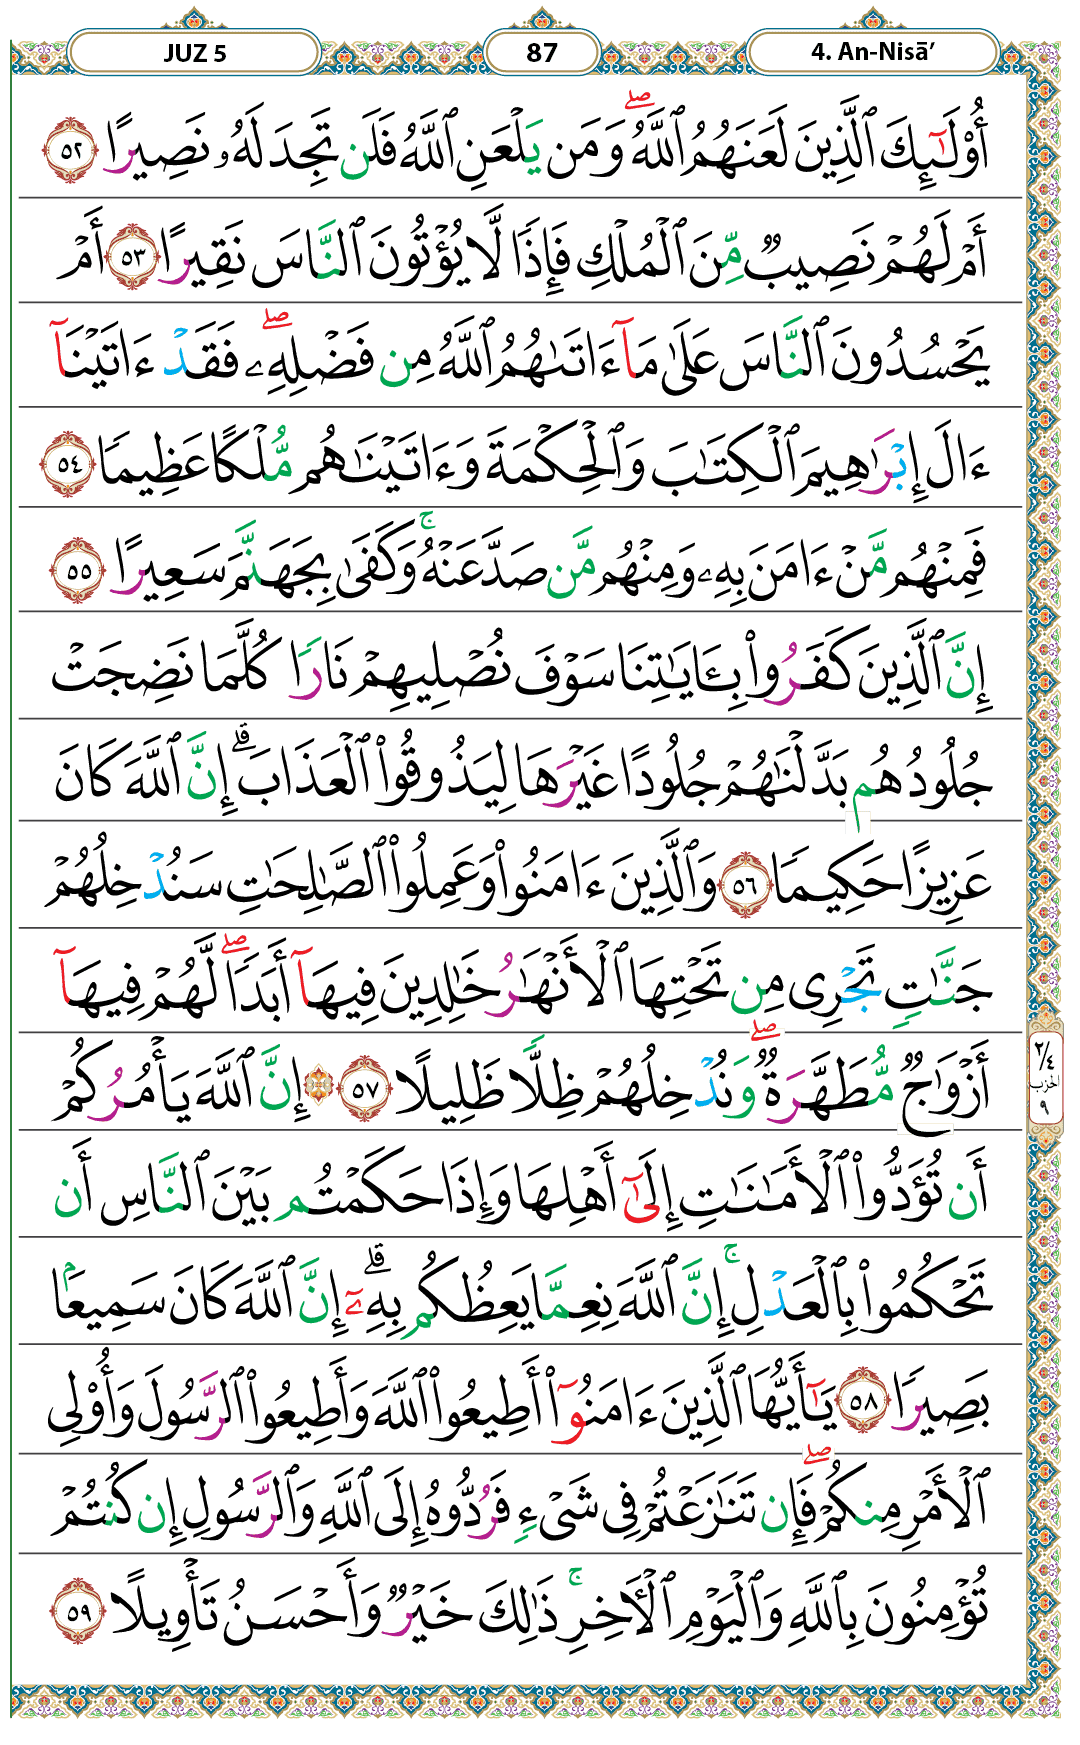 JUZ 5
87
4. An-Nisā’
أُو۟لَـٰٓئِكَ ٱلَّذِينَ لَعَنَهُمُ ٱللَّهُ ۖ وَمَن يَلْعَنِ ٱللَّهُ فَلَن تَجِدَ لَهُۥ نَصِيرًا ٥٢
أَمْ لَهُمْ نَصِيبٌ مِّنَ ٱلْمُلْكِ فَإِذًا لَّا يُؤْتُونَ ٱلنَّاسَ نَقِيرًا ٥٣ أَمْ
يَحْسُدُونَ ٱلنَّاسَ عَلَىٰ مَآ ءَاتَىٰهُمُ ٱللَّهُ مِن فَضْلِهِۦ ۖ فَقَدْ ءَاتَيْنَآ
ءَالَ إِبْرَٰهِيمَ ٱلْكِتَـٰبَ وَٱلْحِكْمَةَ وَءَاتَيْنَـٰهُم مُّلْكًا عَظِيمًا ٥٤
فَمِنْهُم مَّنْ ءَامَنَ بِهِۦ وَمِنْهُم مَّن صَدَّ عَنْهُ ۚ وَكَفَىٰ بِجَهَنَّمَ سَعِيرًا ٥٥
إِنَّ ٱلَّذِينَ كَفَرُوا۟ بِـَٔايَـٰتِنَا سَوْفَ نُصْلِيهِمْ نَارًا كُلَّمَا نَضِجَتْ
جُلُودُهُم بَدَّلْنَـٰهُمْ جُلُودًا غَيْرَهَا لِيَذُوقُوا۟ ٱلْعَذَابَ ۗ إِنَّ ٱللَّهَ كَانَ
عَزِيزًا حَكِيمًا ٥٦ وَٱلَّذِينَ ءَامَنُوا۟ وَعَمِلُوا۟ ٱلصَّـٰلِحَـٰتِ سَنُدْخِلُهُمْ
جَنَّـٰتٍ تَجْرِى مِن تَحْتِهَا ٱلْأَنْهَـٰرُ خَـٰلِدِينَ فِيهَآ أَبَدًا ۖ لَّهُمْ فِيهَآ
أَزْوَٰجٌ مُّطَهَّرَةٌ ۖ وَنُدْخِلُهُمْ ظِلًّا ظَلِيلًا ٥٧ ۞ إِنَّ ٱللَّهَ يَأْمُرُكُمْ
٢/٤
الحزب
٩
أَن تُؤَدُّوا۟ ٱلْأَمَـٰنَـٰتِ إِلَىٰٓ أَهْلِهَا وَإِذَا حَكَمْتُم بَيْنَ ٱلنَّاسِ أَن
تَحْكُمُوا۟ بِٱلْعَدْلِ ۚ إِنَّ ٱللَّهَ نِعِمَّا يَعِظُكُم بِهِۦٓ ۗ إِنَّ ٱللَّهَ كَانَ سَمِيعًۢا
بَصِيرًا ٥٨ يَـٰٓأَيُّهَا ٱلَّذِينَ ءَامَنُوٓا۟ أَطِيعُوا۟ ٱللَّهَ وَأَطِيعُوا۟ ٱلرَّسُولَ وَأُو۟لِى
ٱلْأَمْرِ مِنكُمْ ۖ فَإِن تَنَـٰزَعْتُمْ فِى شَىْءٍ فَرُدُّوهُ إِلَى ٱللَّهِ وَٱلرَّسُولِ إِن كُنتُمْ
تُؤْمِنُونَ بِٱللَّهِ وَٱلْيَوْمِ ٱلْـَٔاخِرِ ۚ ذَٰلِكَ خَيْرٌ وَأَحْسَنُ تَأْوِيلًا ٥٩